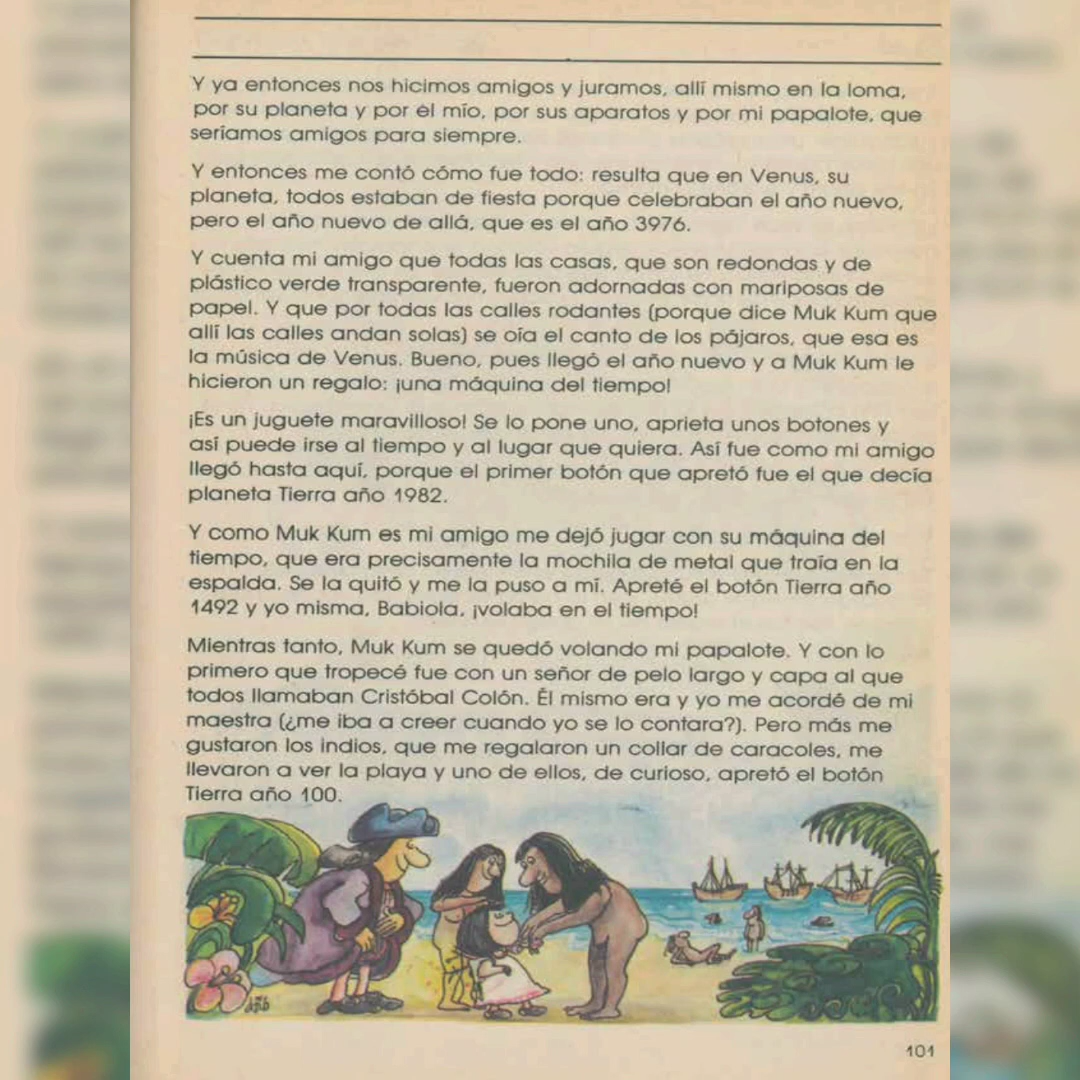 Y ya entonces nos hicimos amigos y juramos, allí mismo en la loma,
por su planeta y por el mío, por sus aparatos y por mi papalote, que
seríamos amigos para siempre.
Y entonces me contó cómo fue todo: resulta que en Venus, su
planeta, todos estaban de fiesta porque celebraban el año nuevo,
pero el año nuevo de allá, que es el año 3976.
Y cuenta mi amigo que todas las casas, que son redondas y de
plástico verde transparente, fueron adornadas con mariposas de
papel. Y que por todas las calles rodantes (porque dice Muk Kum que
allí las calles andan solas) se oía el canto de los pájaros, que esa es
la música de Venus. Bueno, pues llegó el año nuevo y a Muk Kum le
hicieron un regalo: ¡una máquina del tiempo!
¡Es un juguete maravilloso! Se lo pone uno, aprieta unos botones y
así puede irse al tiempo y al lugar que quiera. Así fue como mi amigo
llegó hasta aquí, porque el primer botón que apretó fue el que decía
planeta Tierra año 1982.
Y como Muk Kum es mi amigo me dejó jugar con su máquina del
tiempo, que era precisamente la mochila de metal que traía en la
espalda. Se la quitó y me la puso a mí. Apreté el botón Tierra año
1492 y yo misma, Babiola, ¡volaba en el tiempo!
Mientras tanto, Muk Kum se quedó volando mi papalote. Y con lo
primero que tropecé fue con un señor de pelo largo y capa al que
todos llamaban Cristóbal Colón. Él mismo era y yo me acordé de mi
maestra (¿me iba a creer cuando yo se lo contara?). Pero más me
gustaron los indios, que me regalaron un collar de caracoles, me
llevaron a ver la playa y uno de ellos, de curioso, apretó el botón
Tierra año 100.
101